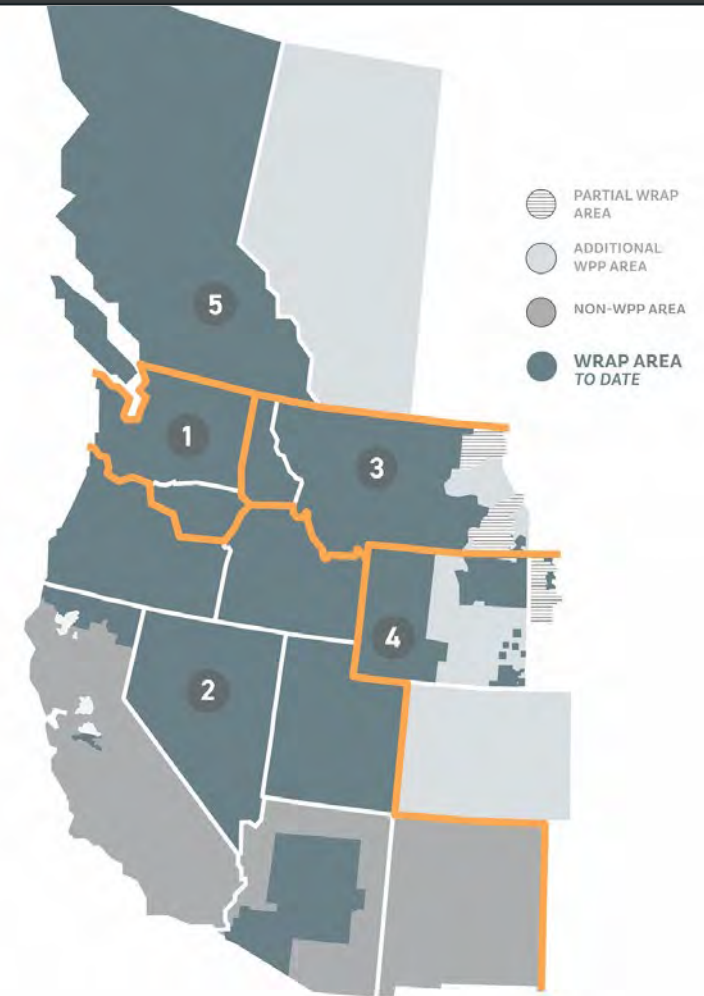 PARTIAL WRAP
AREA
ADDITIONAL
WPP AREA
NON-WPP AREA
WRAP AREA
TO DATE
5
1
3
4
2